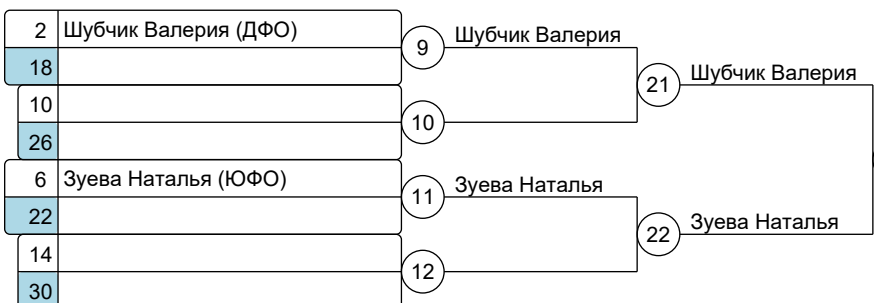 2 Шубчик Валерия (ДФО)
18
9 Шубчик Валерия
10
26
10
21 Шубчик Валерия
6 Зуева Наталья (ЮФО)
22
11 Зуева Наталья
14
30
12
22 Зуева Наталья